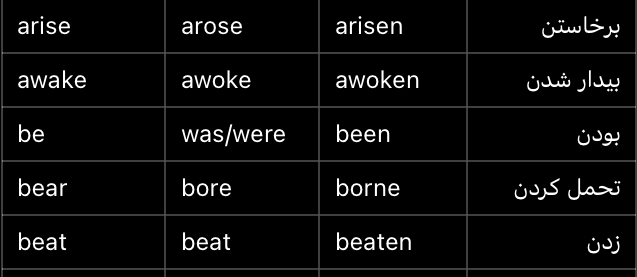 arise arose arisen برخاستن
awake awoke awoken بیدار شدن
be was/were been بودن
bear bore borne تحمل کردن
beat beat beaten زدن